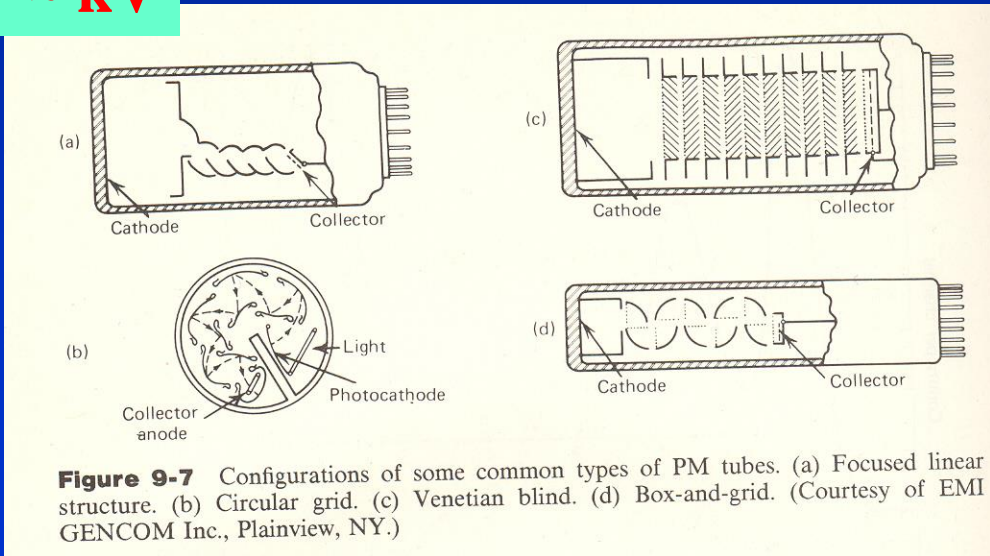 kV
(a)
Cathode
Collector
(b)
Light
Photocathode
Collector
anode
(c)
Cathode
Collector
(d)
Cathode
Collector
Figure 9-7 Configurations of some common types of PM tubes. (a) Focused linear
structure. (b) Circular grid. (c) Venetian blind. (d) Box-and-grid. (Courtesy of EMI
GENCOM Inc., Plainview, NY.)